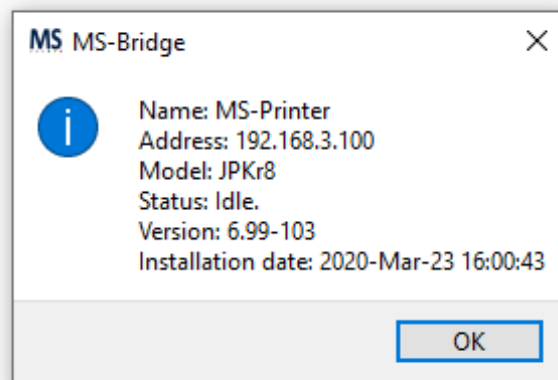 MS MS-Bridge
Name: MS-Printer
Address: 192.168.3.100
Model: JPKr8
Status: Idle.
Version: 6.99-103
Installation date: 2020-Mar-23 16:00:43
OK